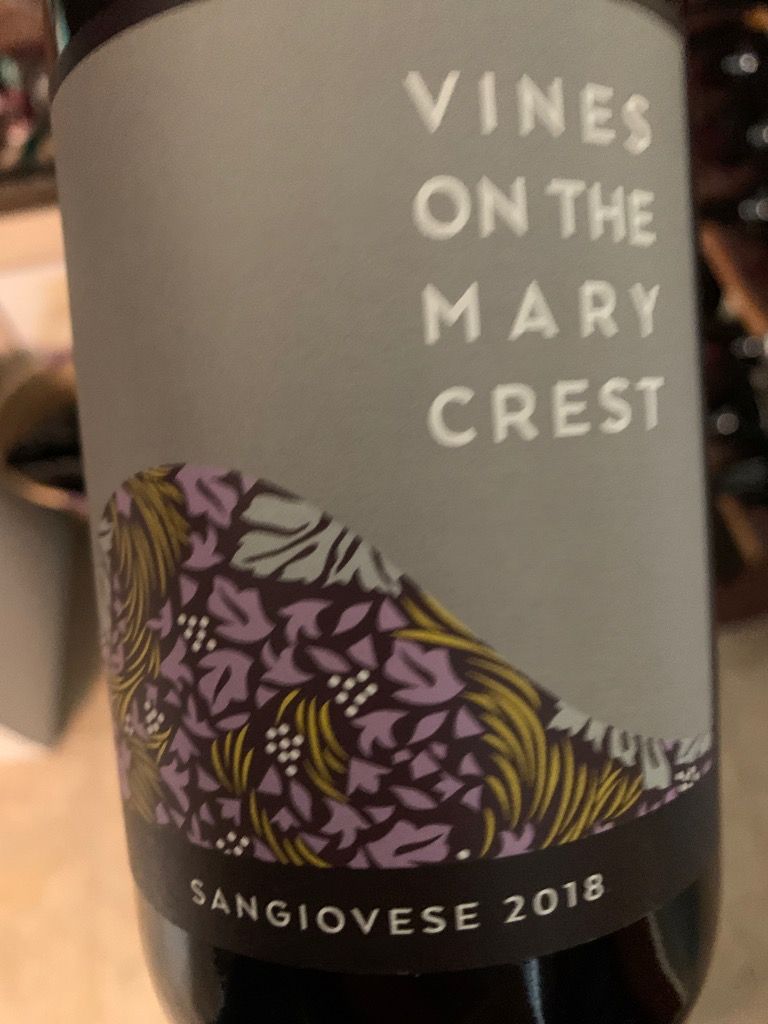 VINES
ON THE
MARY
CREST
SANGIOVESE 2018